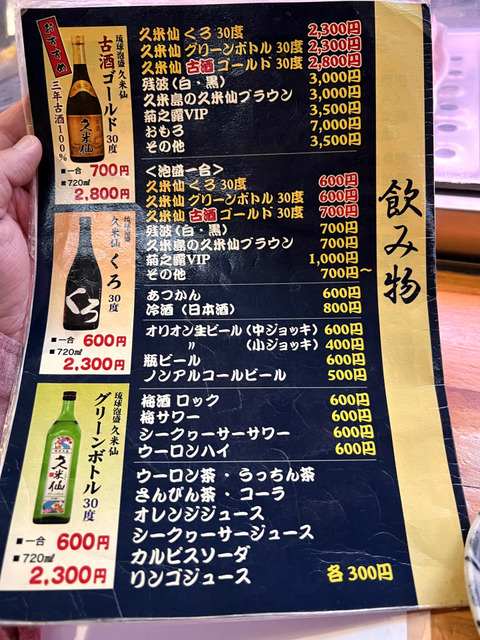 飲み物
おすすめ
琉球泡盛 久米仙
古酒ゴールド 30度
三年古酒100%
久米仙
■一合 700円
■720ml 2,800円
琉球泡盛 久米仙
くろ 30度
くろ
■一合 600円
■720ml 2,300円
琉球泡盛 久米仙
グリーンボトル 30度
久米仙
■一合 600円
■720ml 2,300円
久米仙 くろ 30度 2,300円
久米仙 グリーンボトル 30度 2,300円
久米仙 古酒 ゴールド 30度 2,800円
残波(白・黒) 3,000円
久米島の久米仙ブラウン 3,000円
菊之露VIP 3,500円
おもろ 7,000円
その他 3,500円
<泡盛一合>
久米仙 くろ 30度 600円
久米仙 グリーンボトル 30度 600円
久米仙 古酒 ゴールド 30度 700円
残波(白・黒) 700円
久米島の久米仙ブラウン 700円
菊之露VIP 1,000円
その他 700円~
あつかん 600円
冷酒(日本酒) 800円
オリオン生ビール(中ジョッキ) 600円
〃 (小ジョッキ) 400円
瓶ビール 600円
ノンアルコールビール 500円
梅酒 ロック 600円
梅サワー 600円
シークヮーサーサワー 600円
ウーロンハイ 600円
ウーロン茶・うっちん茶
さんぴん茶・コーラ
オレンジジュース
シークヮーサージュース
カルピスソーダ
リンゴジュース 各300円